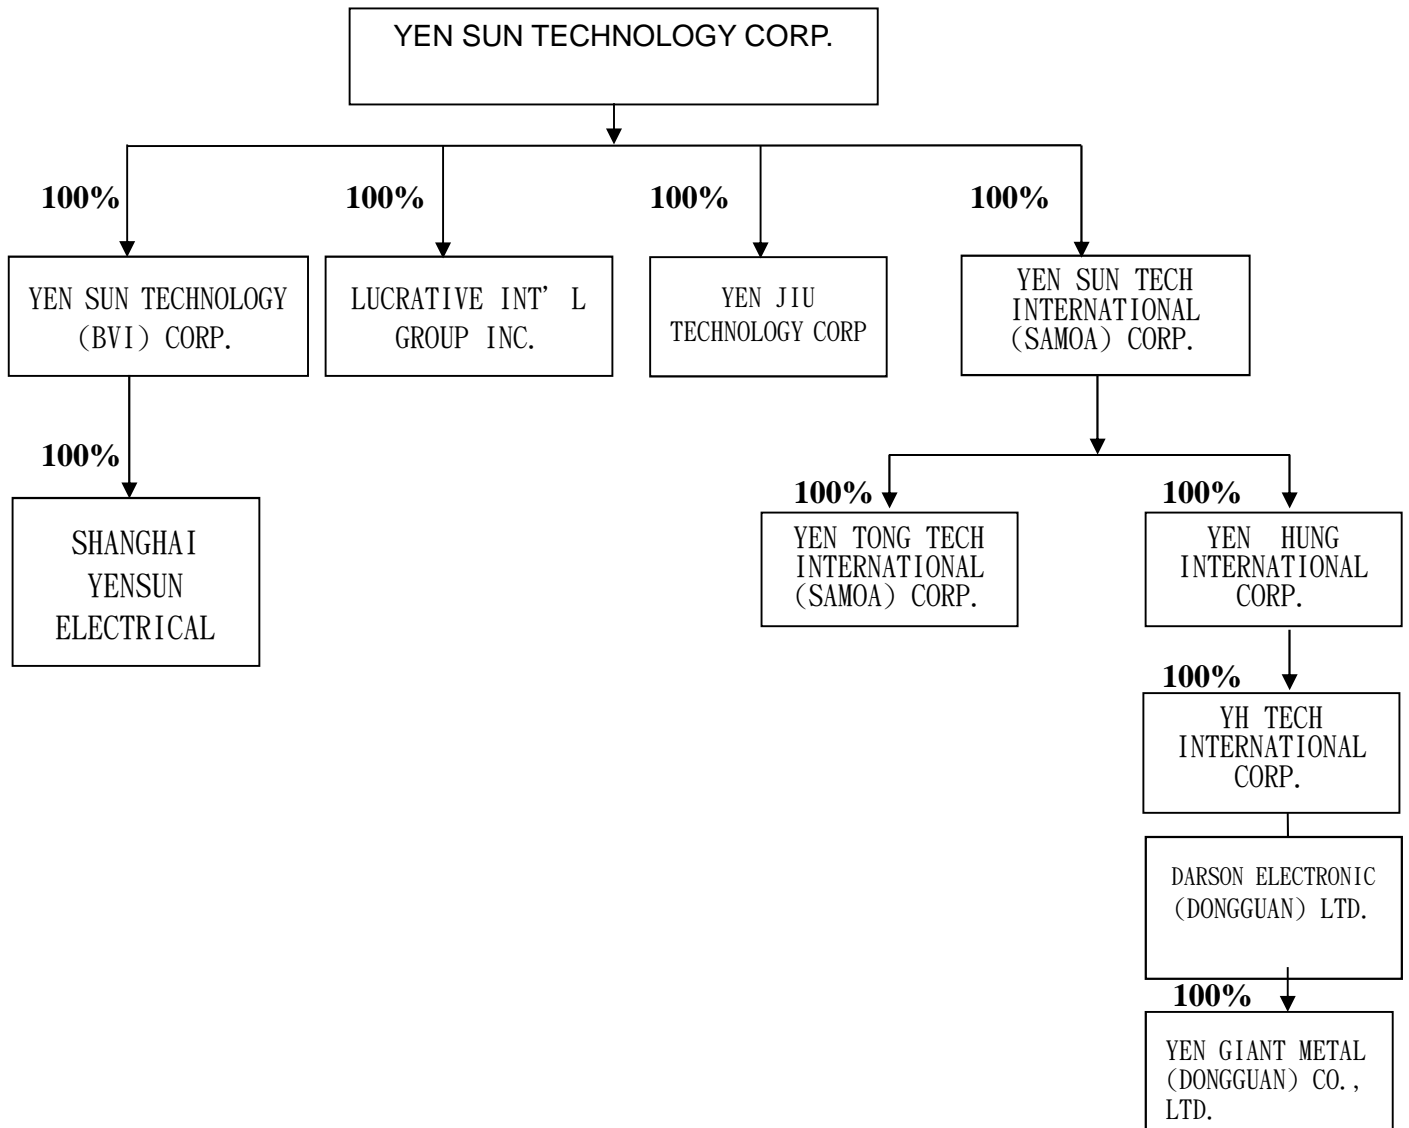 YEN SUN TECHNOLOGY CORP.
100%
100%
100%
100%
YEN SUN TECHNOLOGY
(BVI) CORP.
LUCRATIVE INT' L
GROUP INC.
YEN JIU
TECHNOLOGY CORP
YEN SUN TECH
INTERNATIONAL
(SAMOA) CORP.
100%
SHANGHAI
YENSUN
ELECTRICAL
100%
YEN TONG TECH
INTERNATIONAL
(SAMOA) CORP.
100%
YEN HUNG
INTERNATIONAL
CORP.
100%
YH TECH
INTERNATIONAL
CORP.
DARSON ELECTRONIC
(DONGGUAN) LTD.
100%
YEN GIANT METAL
(DONGGUAN) CO.,
LTD.